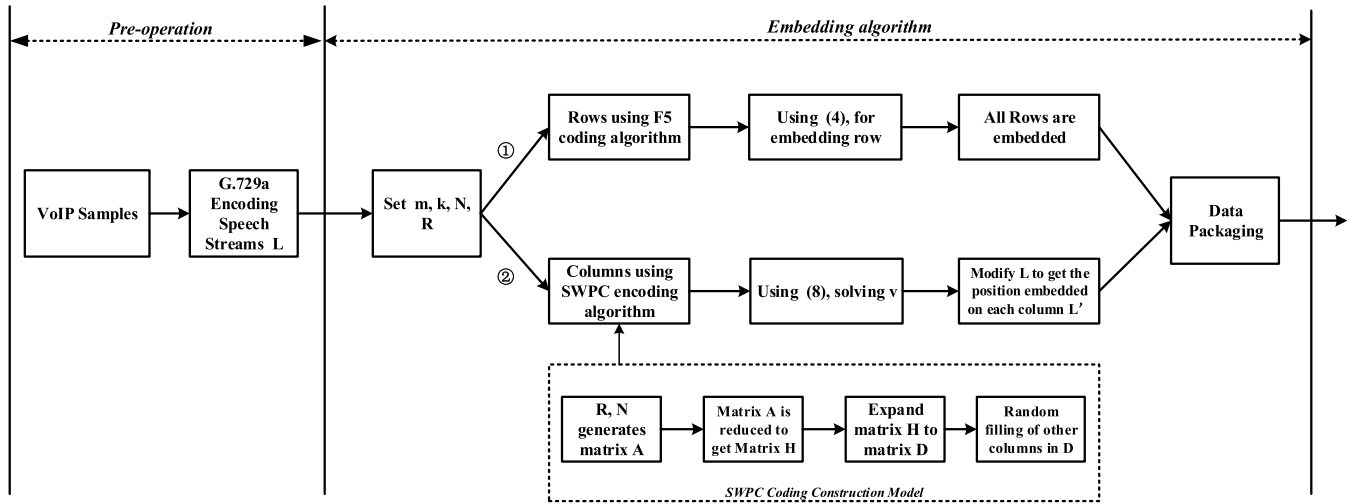 Pre-operation
Embedding algorithm
VoIP Samples
G.729a
Encoding
Speech
Streams L
Set m, k, N,
R
①
Rows using F5
coding algorithm
Using (4), for
embedding row
All Rows are
embedded
②
Columns using
SWPC encoding
algorithm
Using (8), solving v
Modify L to get the
position embedded
on each column L′
Data
Packaging
R, N
generates
matrix A
Matrix A is
reduced to
get Matrix H
Expand
matrix H to
matrix D
Random
filling of other
columns in D
SWPC Coding Construction Model